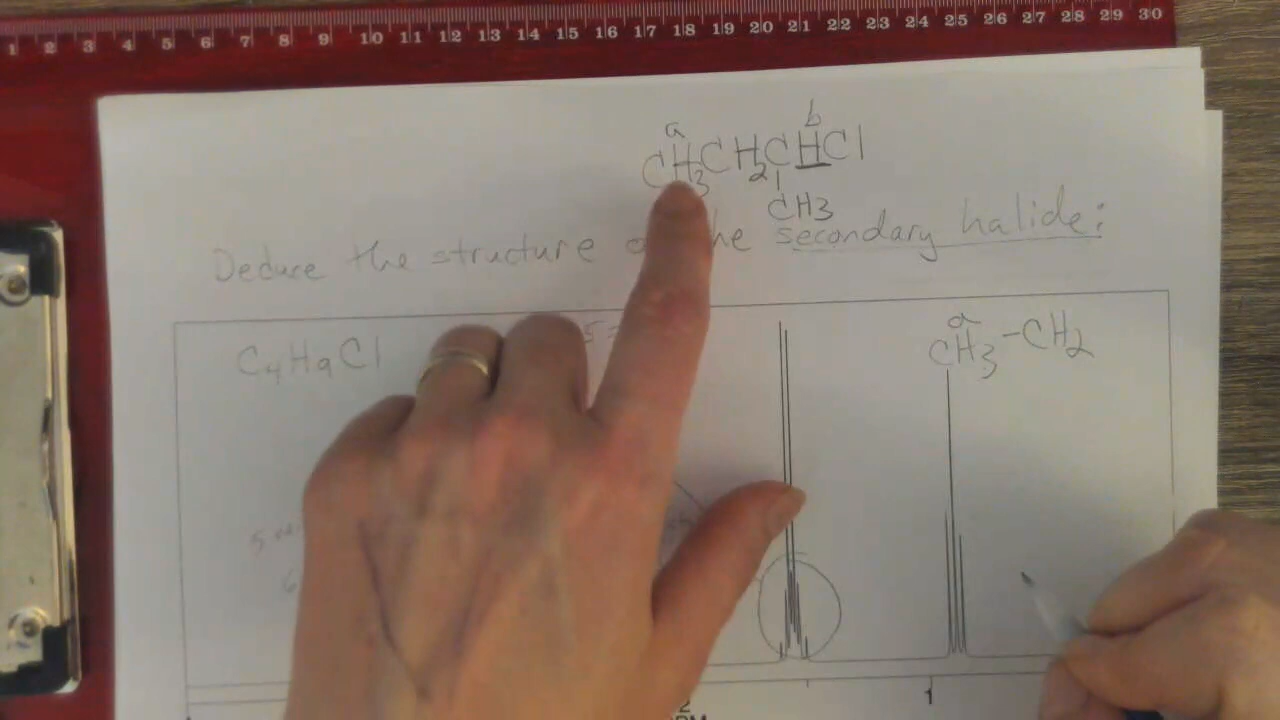 1 2 3 4 5 6 7 8 9 10 11 12 13 14 15 16 17 18 19 20 21 22 23 24 25 26 27 28 29 30
a b
CH3CH2CHCl
CH3
Deduce the structure the secondary halide:
C4H9Cl
a
CH3-CH2
1
2